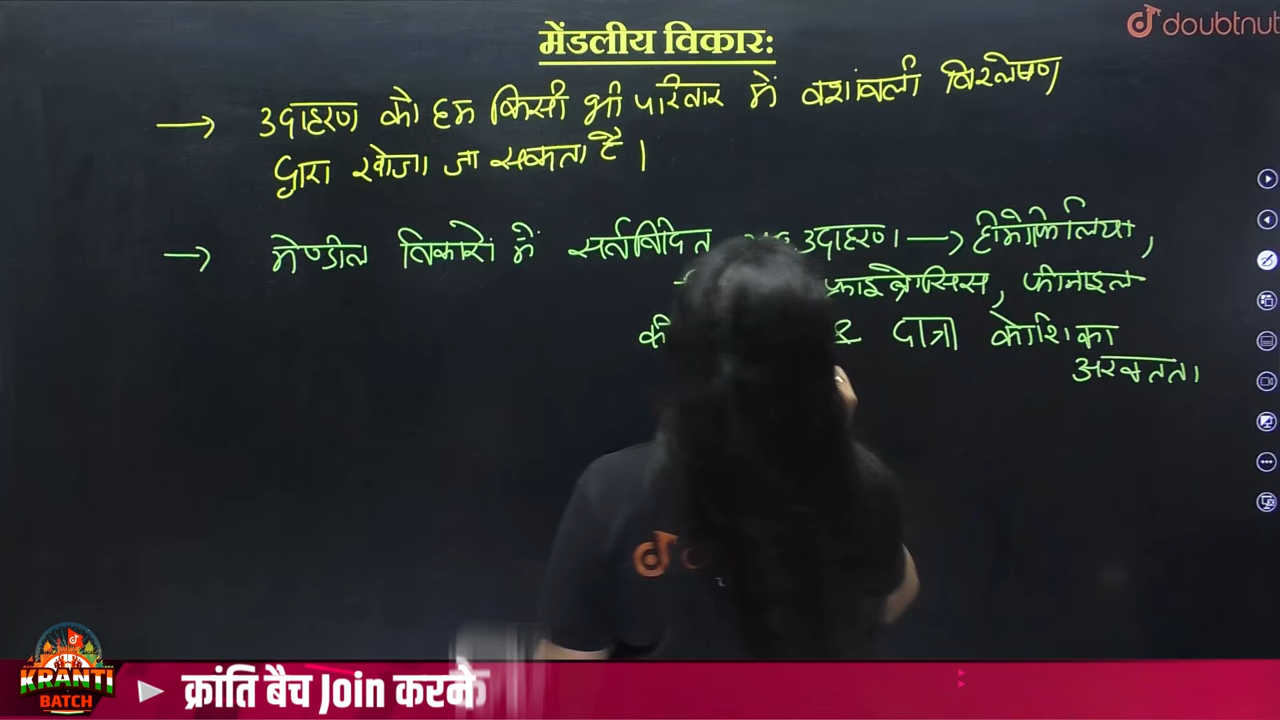 doubtnut
मेंडलीय विकार:
→ उदाहरण को हम किसी भी परिवार में वशांवली विश्लेषण
द्वारा खोजा जा सकता है।
→ मेण्डील विकारों में सर्वविदित उदाहरण → हीमोफिलिया,
फाइब्रोसिस, फीनाइल
की & दात्रा कोशिका
अरक्तता
KRANTI
BATCH
क्रांति बैच Join करके